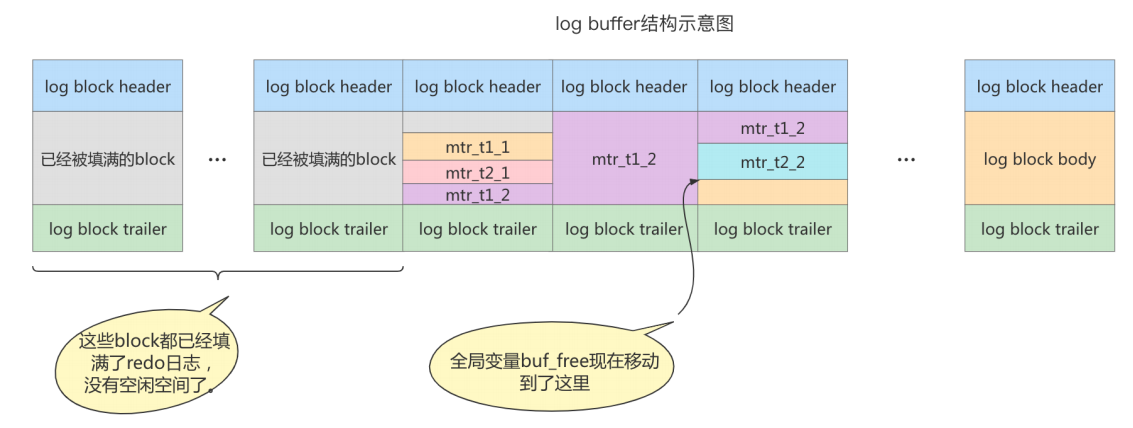 log buffer结构示意图
log block header
log block header
log block header
log block header
log block header
log block header
已经被填满的block
...
已经被填满的block
mtr_t1_1
mtr_t2_1
mtr_t1_2
mtr_t1_2
mtr_t1_2
mtr_t2_2
...
log block body
log block trailer
log block trailer
log block trailer
log block trailer
log block trailer
log block trailer
这些block都已经填
满了redo日志，
没有空闲空间了。
全局变量buf_free现在移动
到了这里